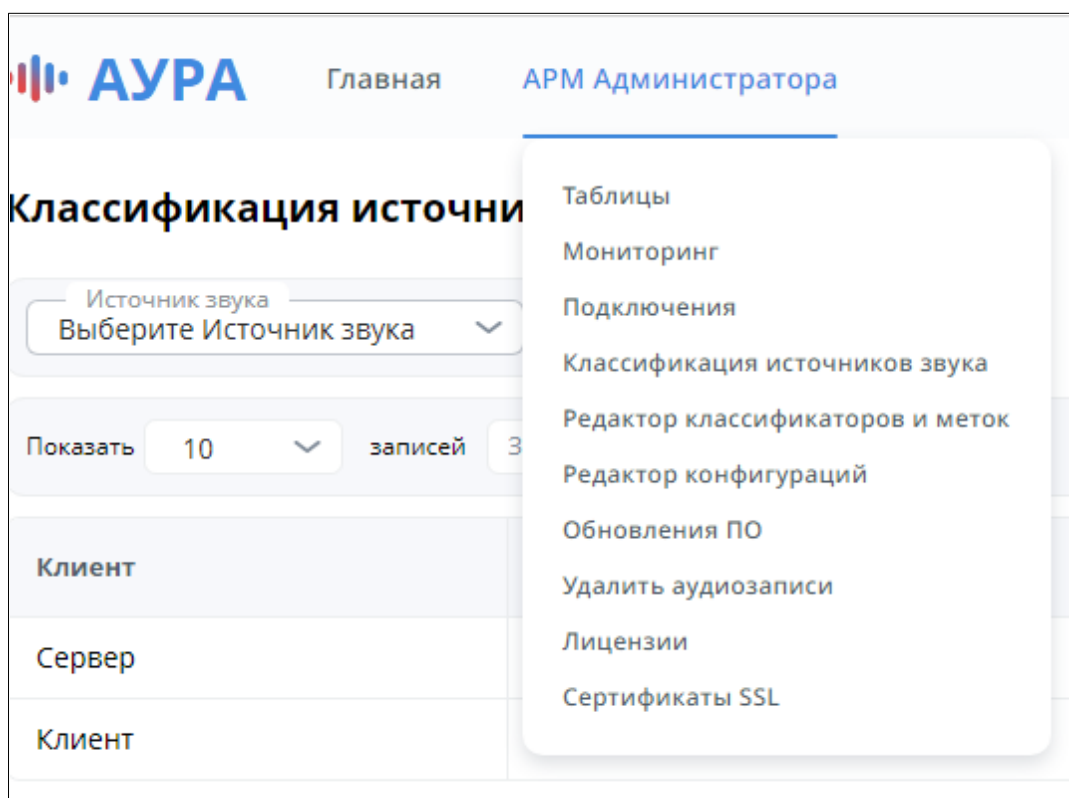 АУРА Главная АРМ Администратора
Классификация источни
Источник звука
Выберите Источник звука
Показать 10 записей З
Клиент
Сервер
Клиент
Таблицы
Мониторинг
Подключения
Классификация источников звука
Редактор классификаторов и меток
Редактор конфигураций
Обновления ПО
Удалить аудиозаписи
Лицензии
Сертификаты SSL